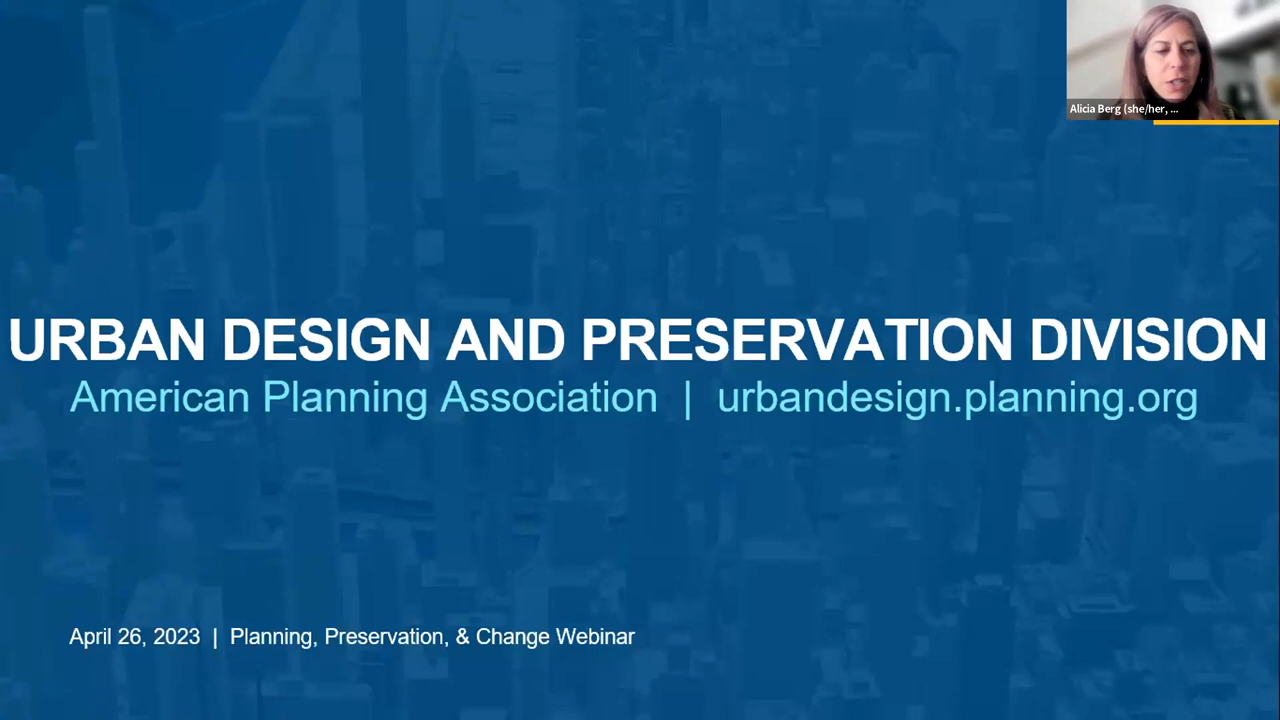 Alicia Berg (she/her, ...
URBAN DESIGN AND PRESERVATION DIVISION
American Planning Association | urbandesign.planning.org
April 26, 2023 | Planning, Preservation, & Change Webinar